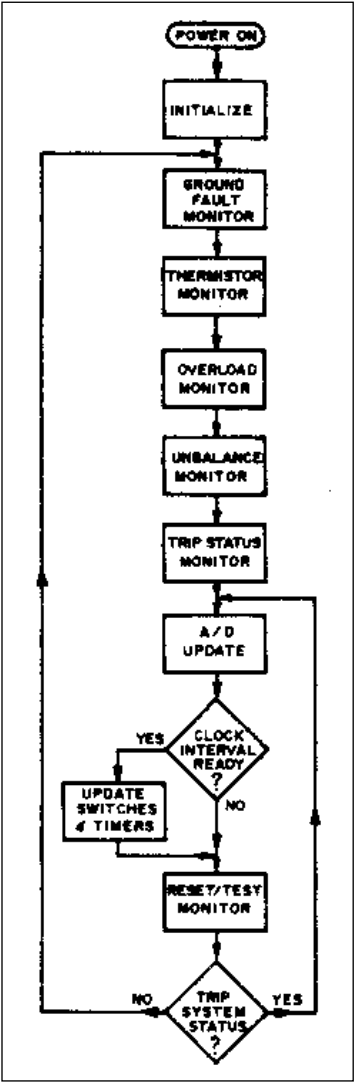 POWER ON
INITIALIZE
GROUND
FAULT
MONITOR
THERMISTOR
MONITOR
OVERLOAD
MONITOR
UNBALANCE
MONITOR
TRIP STATUS
MONITOR
A/D
UPDATE
CLOCK
INTERVAL
READY
?
YES
NO
UPDATE
SWITCHES
& TIMERS
RESET/TEST
MONITOR
TRIP
SYSTEM
STATUS
?
NO
YES